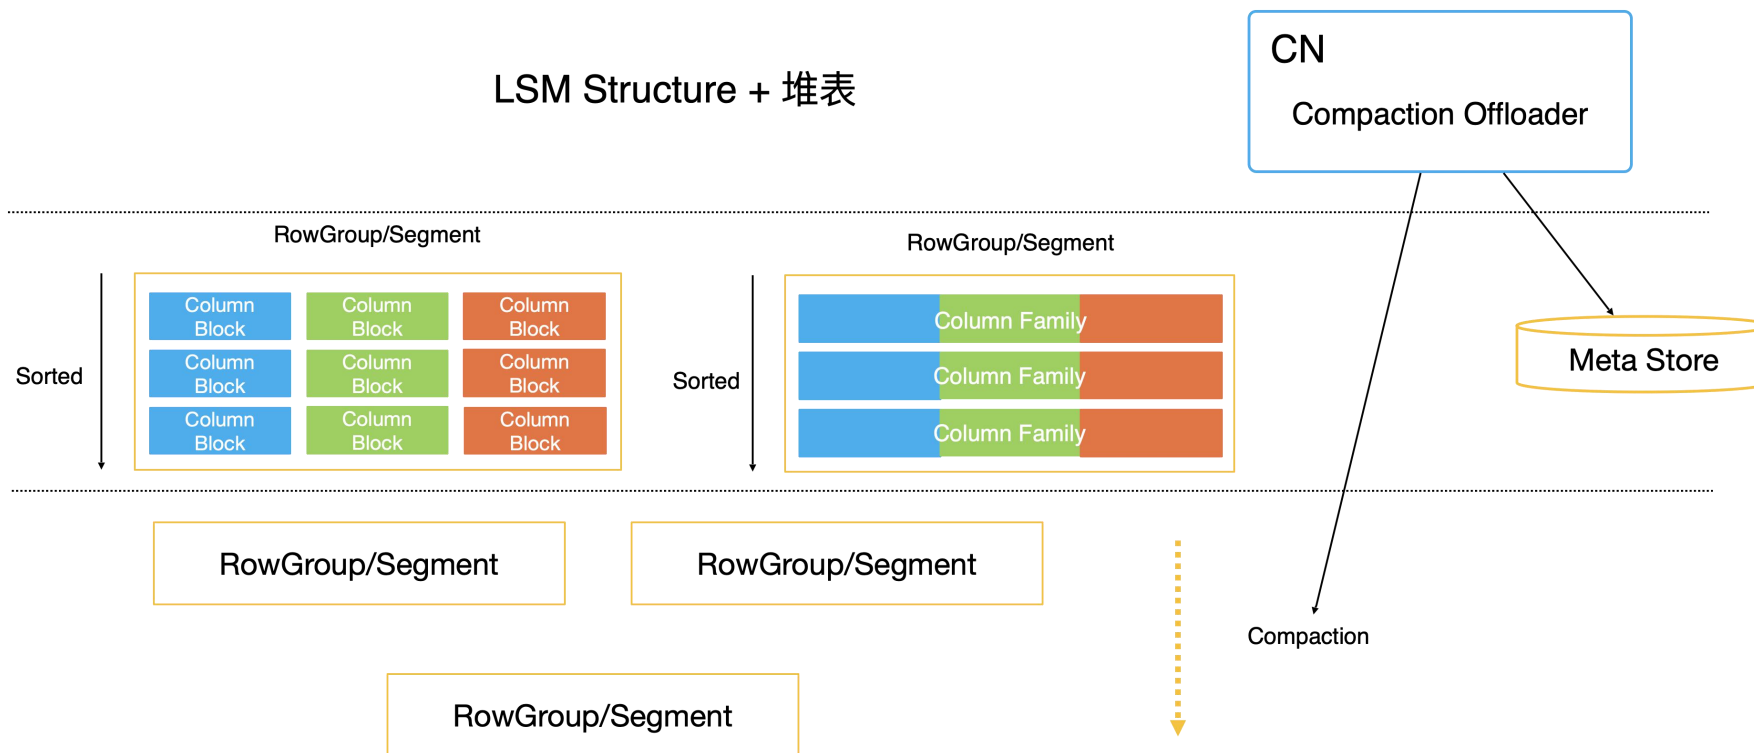 CN
LSM Structure + 堆表
Compaction Offloader
RowGroup/Segment
RowGroup/Segment
Sorted
Column
Block
Column
Block
Column
Block
Column
Block
Column
Block
Column
Block
Column
Block
Column
Block
Column
Block
Sorted
Column Family
Column Family
Column Family
Meta Store
RowGroup/Segment
RowGroup/Segment
Compaction
RowGroup/Segment